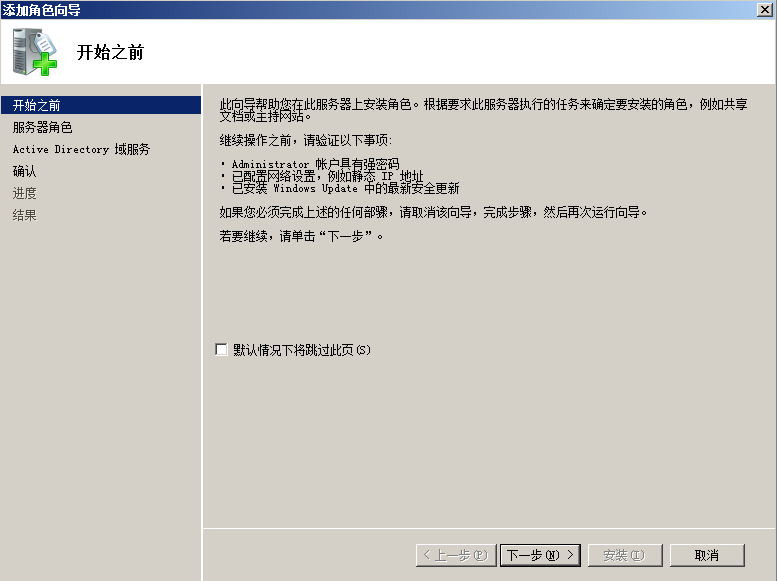 添加角色向导
开始之前
开始之前
服务器角色
Active Directory 域服务
确认
进度
结果
此向导帮助您在此服务器上安装角色。根据要求此服务器执行的任务来确定要安装的角色，例如共享
文档或主持网站。
继续操作之前，请验证以下事项:
· Administrator 帐户具有强密码
· 已配置网络设置，例如静态 IP 地址
· 已安装 Windows Update 中的最新安全更新
如果您必须完成上述的任何部骤，请取消该向导，完成步骤，然后再次运行向导。
若要继续，请单击“下一步”。
默认情况下将跳过此页(S)
< 上一步(P) 下一步(N) > 安装(I) 取消